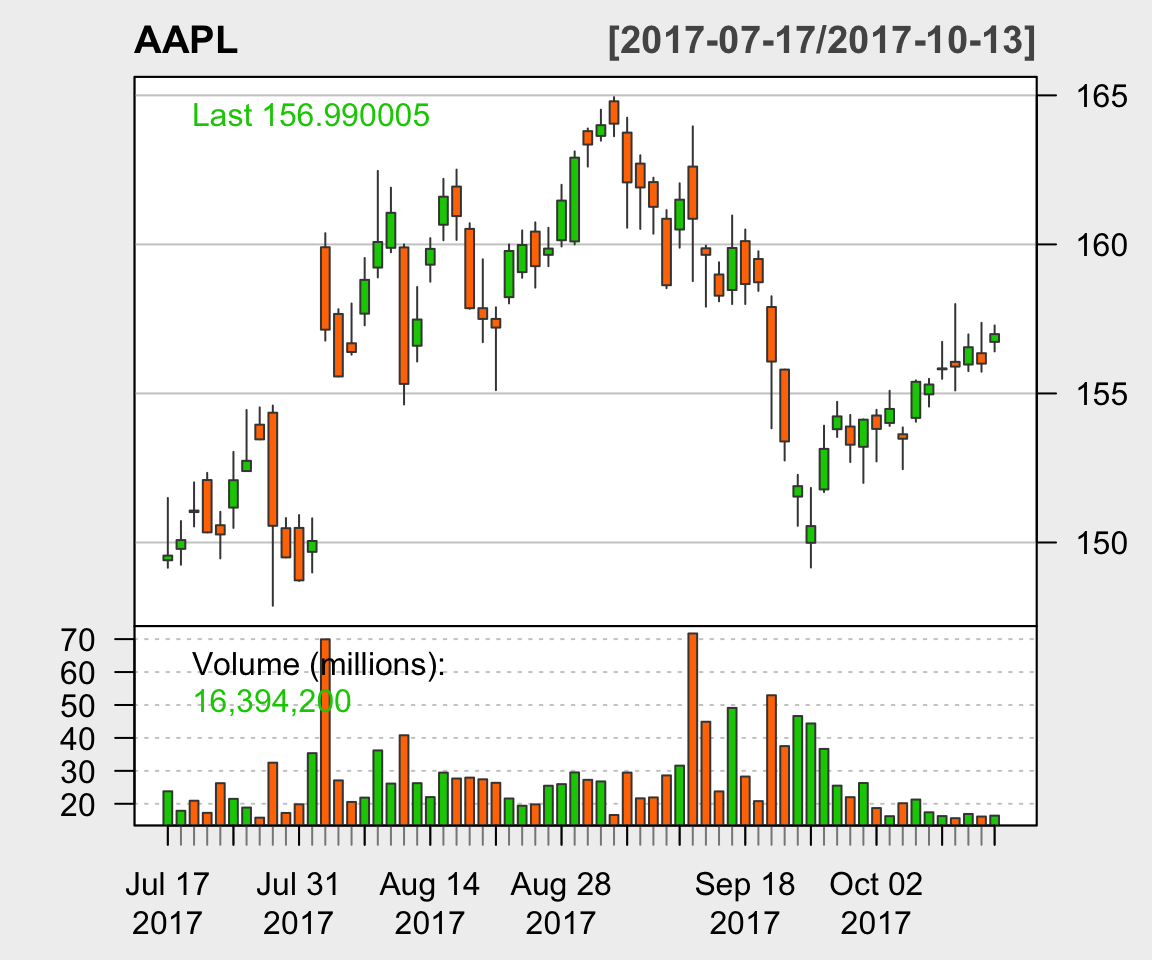 AAPL [2017-07-17/2017-10-13]
Last 156.990005
165
160
155
150
Volume (millions):
16,394,200
70
60
50
40
30
20
Jul 17 Jul 31 Aug 14 Aug 28 Sep 18 Oct 02
2017 2017 2017 2017 2017 2017